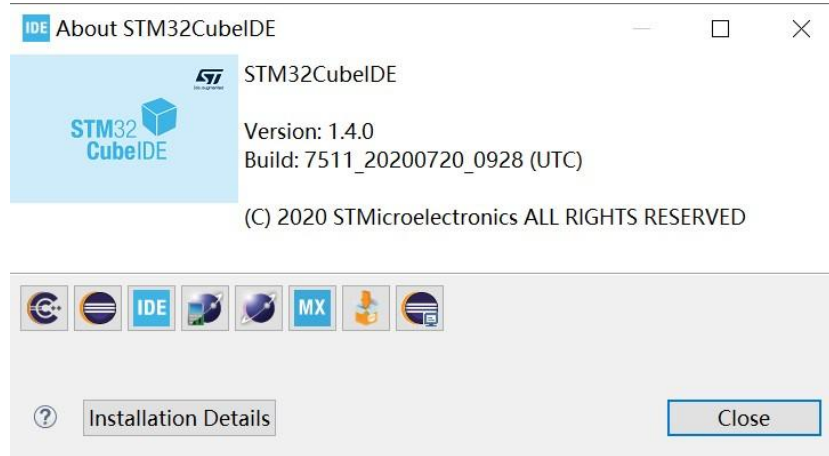 IDE About STM32CubeIDE
STM32CubeIDE
STM32
CubeIDE
Version: 1.4.0
Build: 7511_20200720_0928 (UTC)
(C) 2020 STMicroelectronics ALL RIGHTS RESERVED
IDE MX
? Installation Details Close